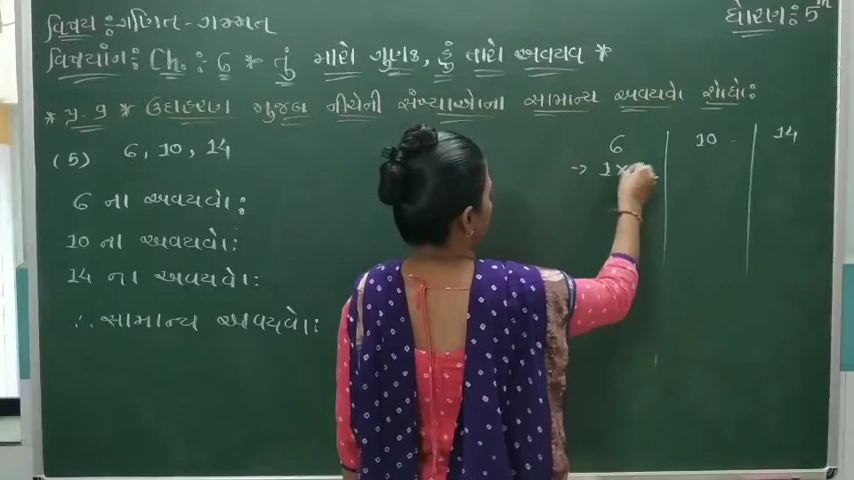 વિષય : ગણિત-ગમ્મત
ધોરણ : 5th
વિષયાંગ : Ch. : 6 * તું મારો ગુણક, હું તારો અવયવ *
* પ્ર. 9 * ઉદાહરણ મુજબ નીચેની સંખ્યાઓના સામાન્ય અવયવો શોધો :
(5) 6, 10, 14
6 ના અવયવો :
10 ના અવયવો :
14 ના અવયવો :
∴ સામાન્ય અવયવો :
6 | 10 | 14
→ 1×